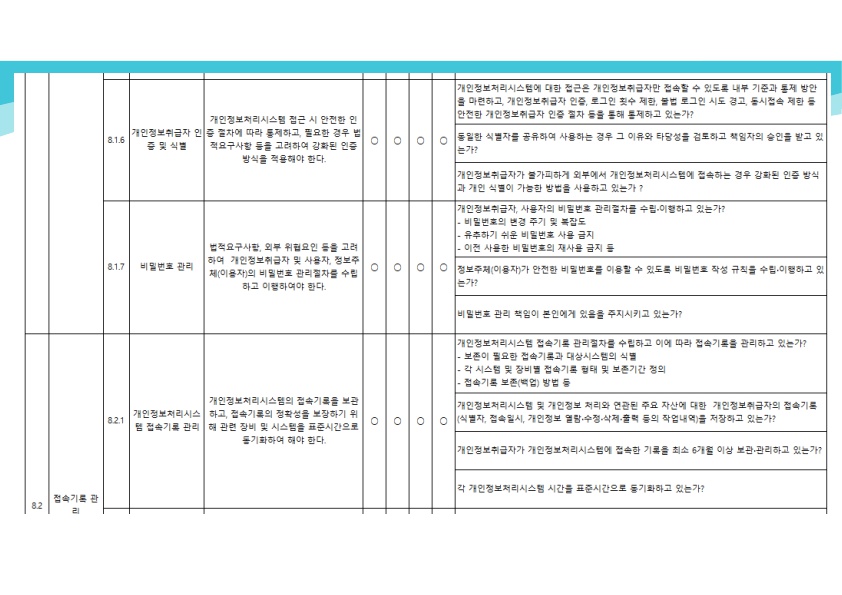 8.1.6
개인정보취급자 인
증 및 식별
개인정보처리시스템 접근 시 안전한 인
증 절차에 따라 통제하고, 필요한 경우 법
적요구사항 등을 고려하여 강화된 인증
방식을 적용해야 한다.
○ ○ ○ ○
개인정보처리시스템에 대한 접근은 개인정보취급자만 접속할 수 있도록 내부 기준과 통제 방안
을 마련하고, 개인정보취급자 인증, 로그인 횟수 제한, 불법 로그인 시도 경고, 동시접속 제한 등
안전한 개인정보취급자 인증 절차 등을 통해 통제하고 있는가?
동일한 식별자를 공유하여 사용하는 경우 그 이유와 타당성을 검토하고 책임자의 승인을 받고 있
는가?
개인정보취급자가 불가피하게 외부에서 개인정보처리시스템에 접속하는 경우 강화된 인증 방식
과 개인 식별이 가능한 방법을 사용하고 있는가 ?
8.1.7
비밀번호 관리
법적요구사항, 외부 위협요인 등을 고려
하여  개인정보취급자 및 사용자, 정보주
체(이용자)의 비밀번호 관리절차를 수립
하고 이행하여야 한다.
○ ○ ○ ○
개인정보취급자, 사용자의 비밀번호 관리절차를 수립·이행하고 있는가?
- 비밀번호의 변경 주기 및 복잡도
- 유추하기 쉬운 비밀번호 사용 금지
- 이전 사용한 비밀번호의 재사용 금지 등
정보주체(이용자)가 안전한 비밀번호를 이용할 수 있도록 비밀번호 작성 규칙을 수립·이행하고 있
는가?
비밀번호 관리 책임이 본인에게 있음을 주지시키고 있는가?
8.2
접속기록 관
리
8.2.1
개인정보처리시스
템 접속기록 관리
개인정보처리시스템의 접속기록을 보관
하고, 접속기록의 정확성을 보장하기 위
해 관련 장비 및 시스템을 표준시간으로
동기화하여 해야 한다.
○ ○ ○ ○
개인정보처리시스템 접속기록 관리절차를 수립하고 이에 따라 접속기록을 관리하고 있는가?
- 보존이 필요한 접속기록과 대상시스템의 식별
- 각 시스템 및 장비별 접속기록 형태 및 보존기간 정의
- 접속기록 보존(백업) 방법 등
개인정보처리시스템 및 개인정보 처리와 연관된 주요 자산에 대한  개인정보취급자의 접속기록
(식별자, 접속일시, 개인정보 열람·수정·삭제·출력 등의 작업내역)을 저장하고 있는가?
개인정보취급자가 개인정보처리시스템에 접속한 기록을 최소 6개월 이상 보관·관리하고 있는가?
각 개인정보처리시스템 시간을 표준시간으로 동기화하고 있는가?